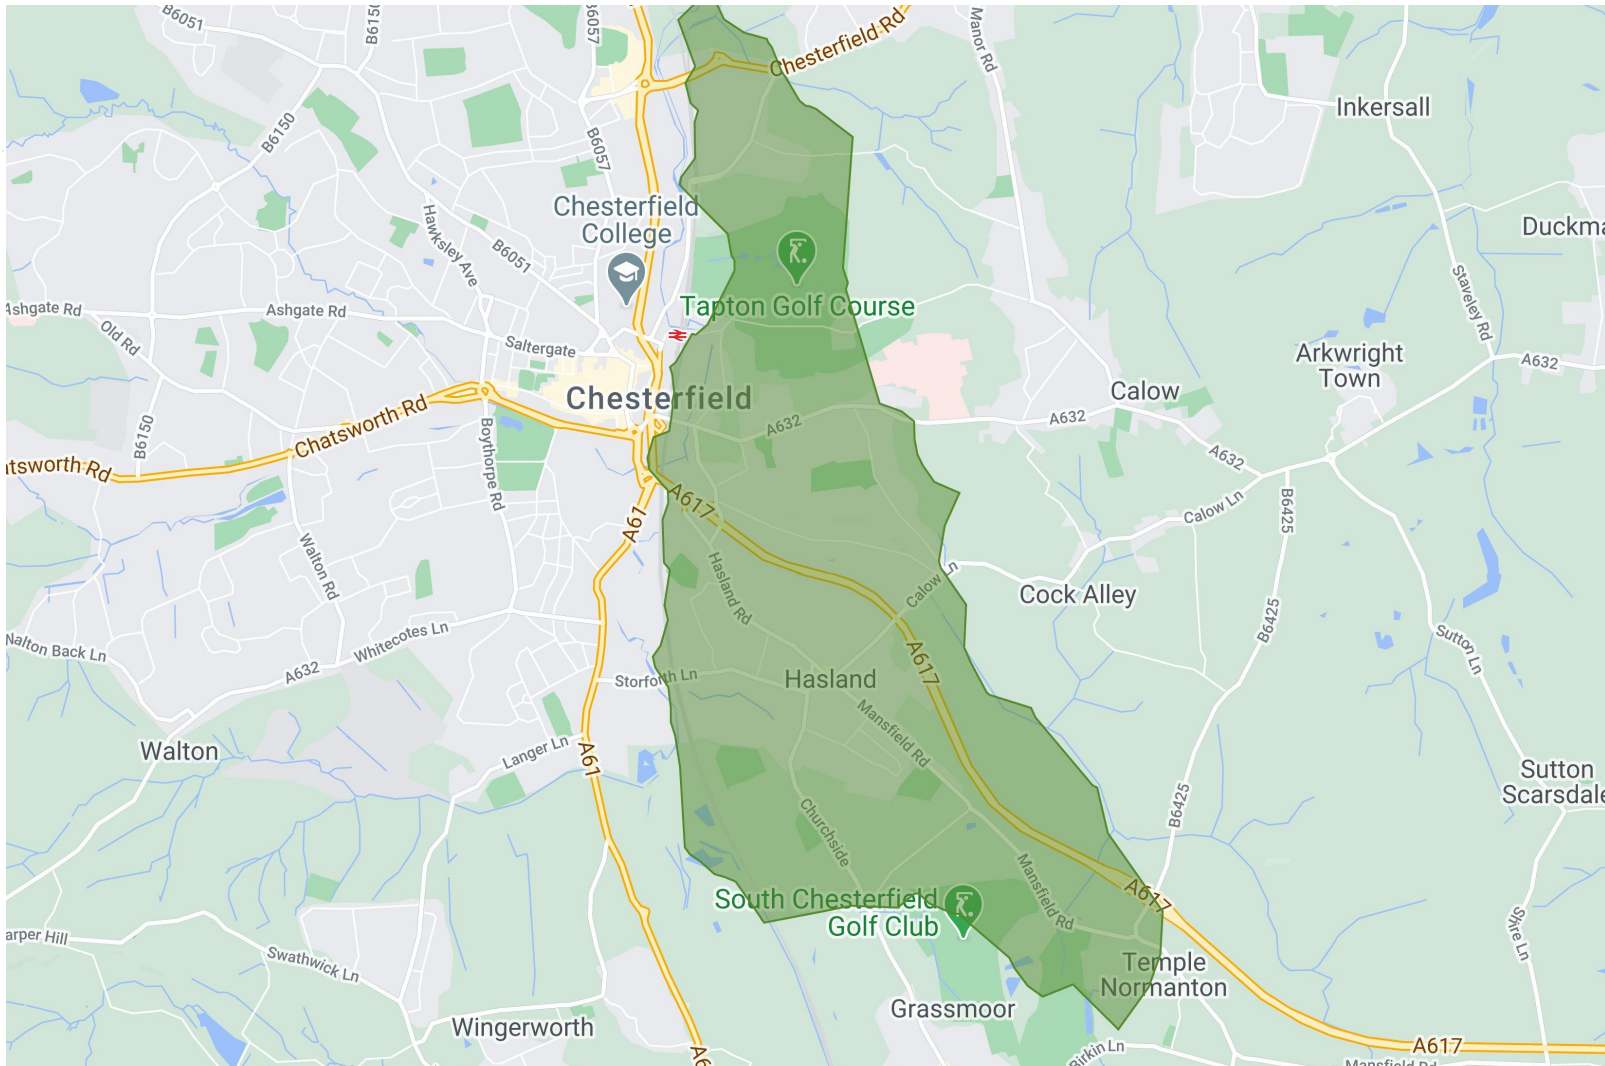 B6051
B6150
B6057
Chesterfield Rd
Manor Rd
Inkersall
B6150
B6057
Chesterfield
College
Hawksley Ave
B6051
Duckma
Staveley Rd
Tapton Golf Course
Ashgate Rd
Ashgate Rd
Old Rd
Saltergate
Arkwright
Town
A632
Chesterfield
Calow
Chatsworth Rd
B6150
Boythorpe Rd
A632
A632
A632
atsworth Rd
A617
A61
Calow Ln
B6425
Walton Rd
Hasland Rd
Calow Ln
Cock Alley
B6425
Nalton Back Ln
Whitecotes Ln
A632
Sutton Ln
A617
Storforth Ln
Hasland
Mansfield Rd
Walton
Langer Ln
A61
Sutton
Scarsdale
B6425
Churchside
Mansfield Rd
A617
South Chesterfield
Golf Club
arper Hill
Shire Ln
Swathwick Ln
Temple
Normanton
Grassmoor
Wingerworth
A6
Birkin Ln
A617
Mansfield Rd